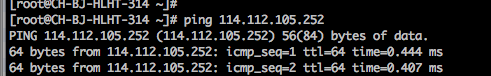 [root@CH-BJ-HLHT-314 ~]#
[root@CH-BJ-HLHT-314 ~]# ping 114.112.105.252
PING 114.112.105.252 (114.112.105.252) 56(84) bytes of data.
64 bytes from 114.112.105.252: icmp_seq=1 ttl=64 time=0.444 ms
64 bytes from 114.112.105.252: icmp_seq=2 ttl=64 time=0.407 ms